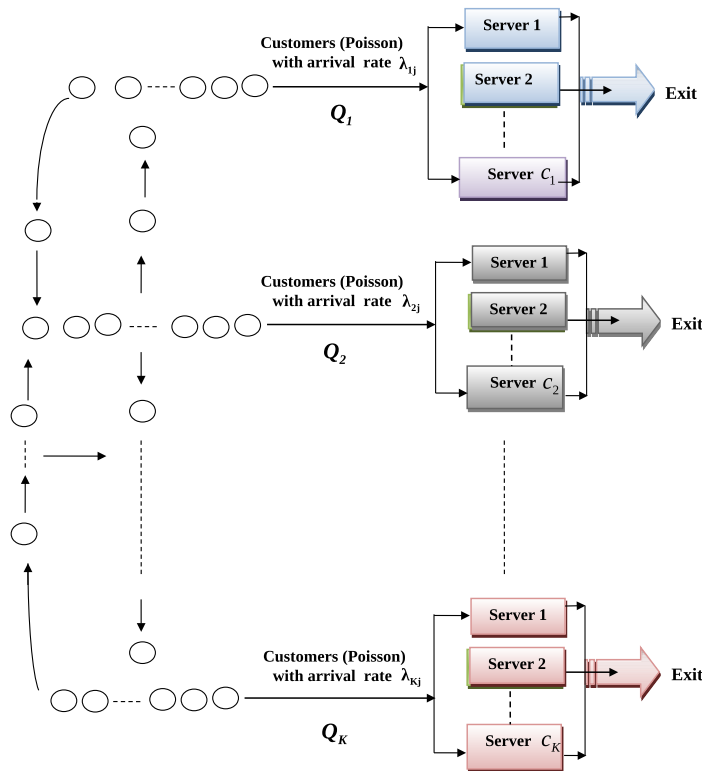 Server 1
Customers (Poisson)
with arrival rate λ1j
Server 2
Exit
Q1
Server c1
Server 1
Customers (Poisson)
with arrival rate λ2j
Server 2
Exit
Q2
Server c2
Server 1
Customers (Poisson)
with arrival rate λKj
Server 2
Exit
QK
Server cK